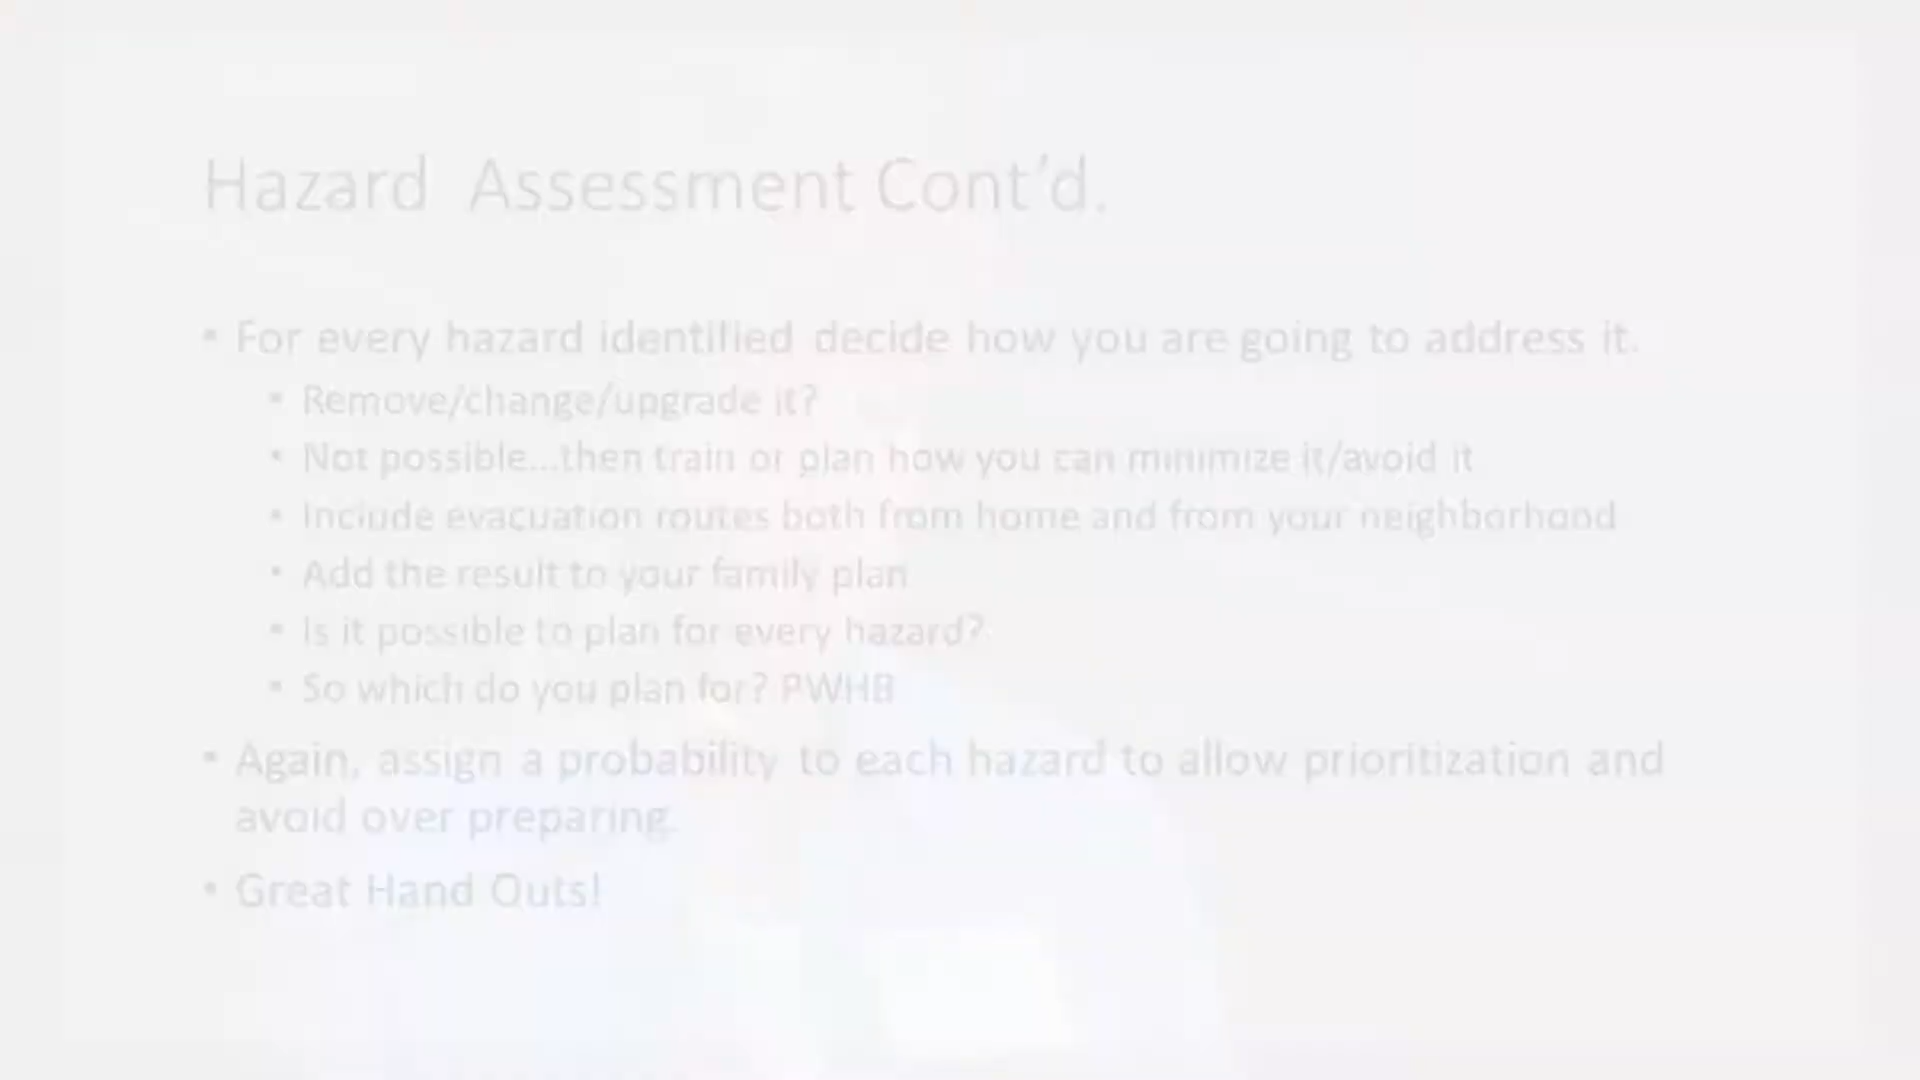 Hazard Assessment Cont'd.
• For every hazard identified decide how you are going to address it.
• Remove/change/upgrade it?
• Not possible...then train or plan how you can minimize it/avoid it
• Include evacuation routes both from home and from your neighborhood
• Add the result to your family plan
• Is it possible to plan for every hazard?
• So which do you plan for? PWHB
• Again, assign a probability to each hazard to allow prioritization and
avoid over preparing.
• Great Hand Outs!